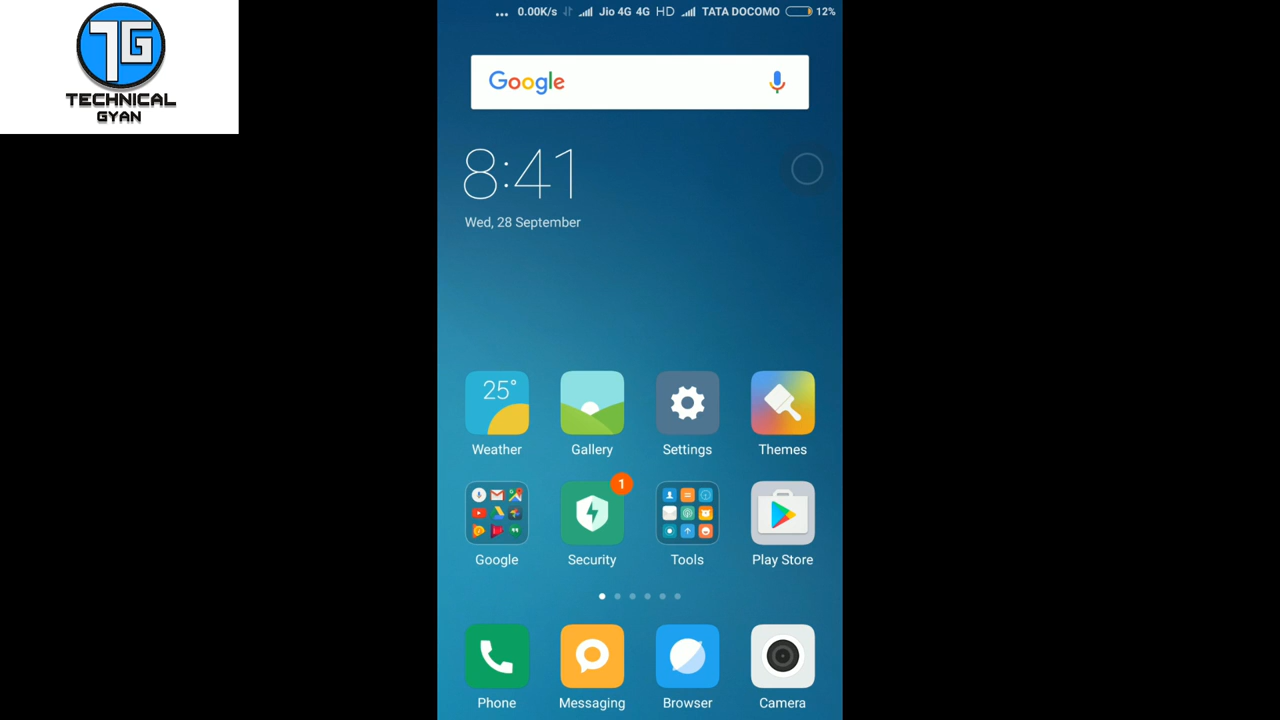 TG
TECHNICAL
GYAN
... 0.00K/s Jio 4G 4G HD TATA DOCOMO 12%
Google
8:41
Wed, 28 September
25°
Weather Gallery Settings Themes
1
Google Security Tools Play Store
Phone Messaging Browser Camera